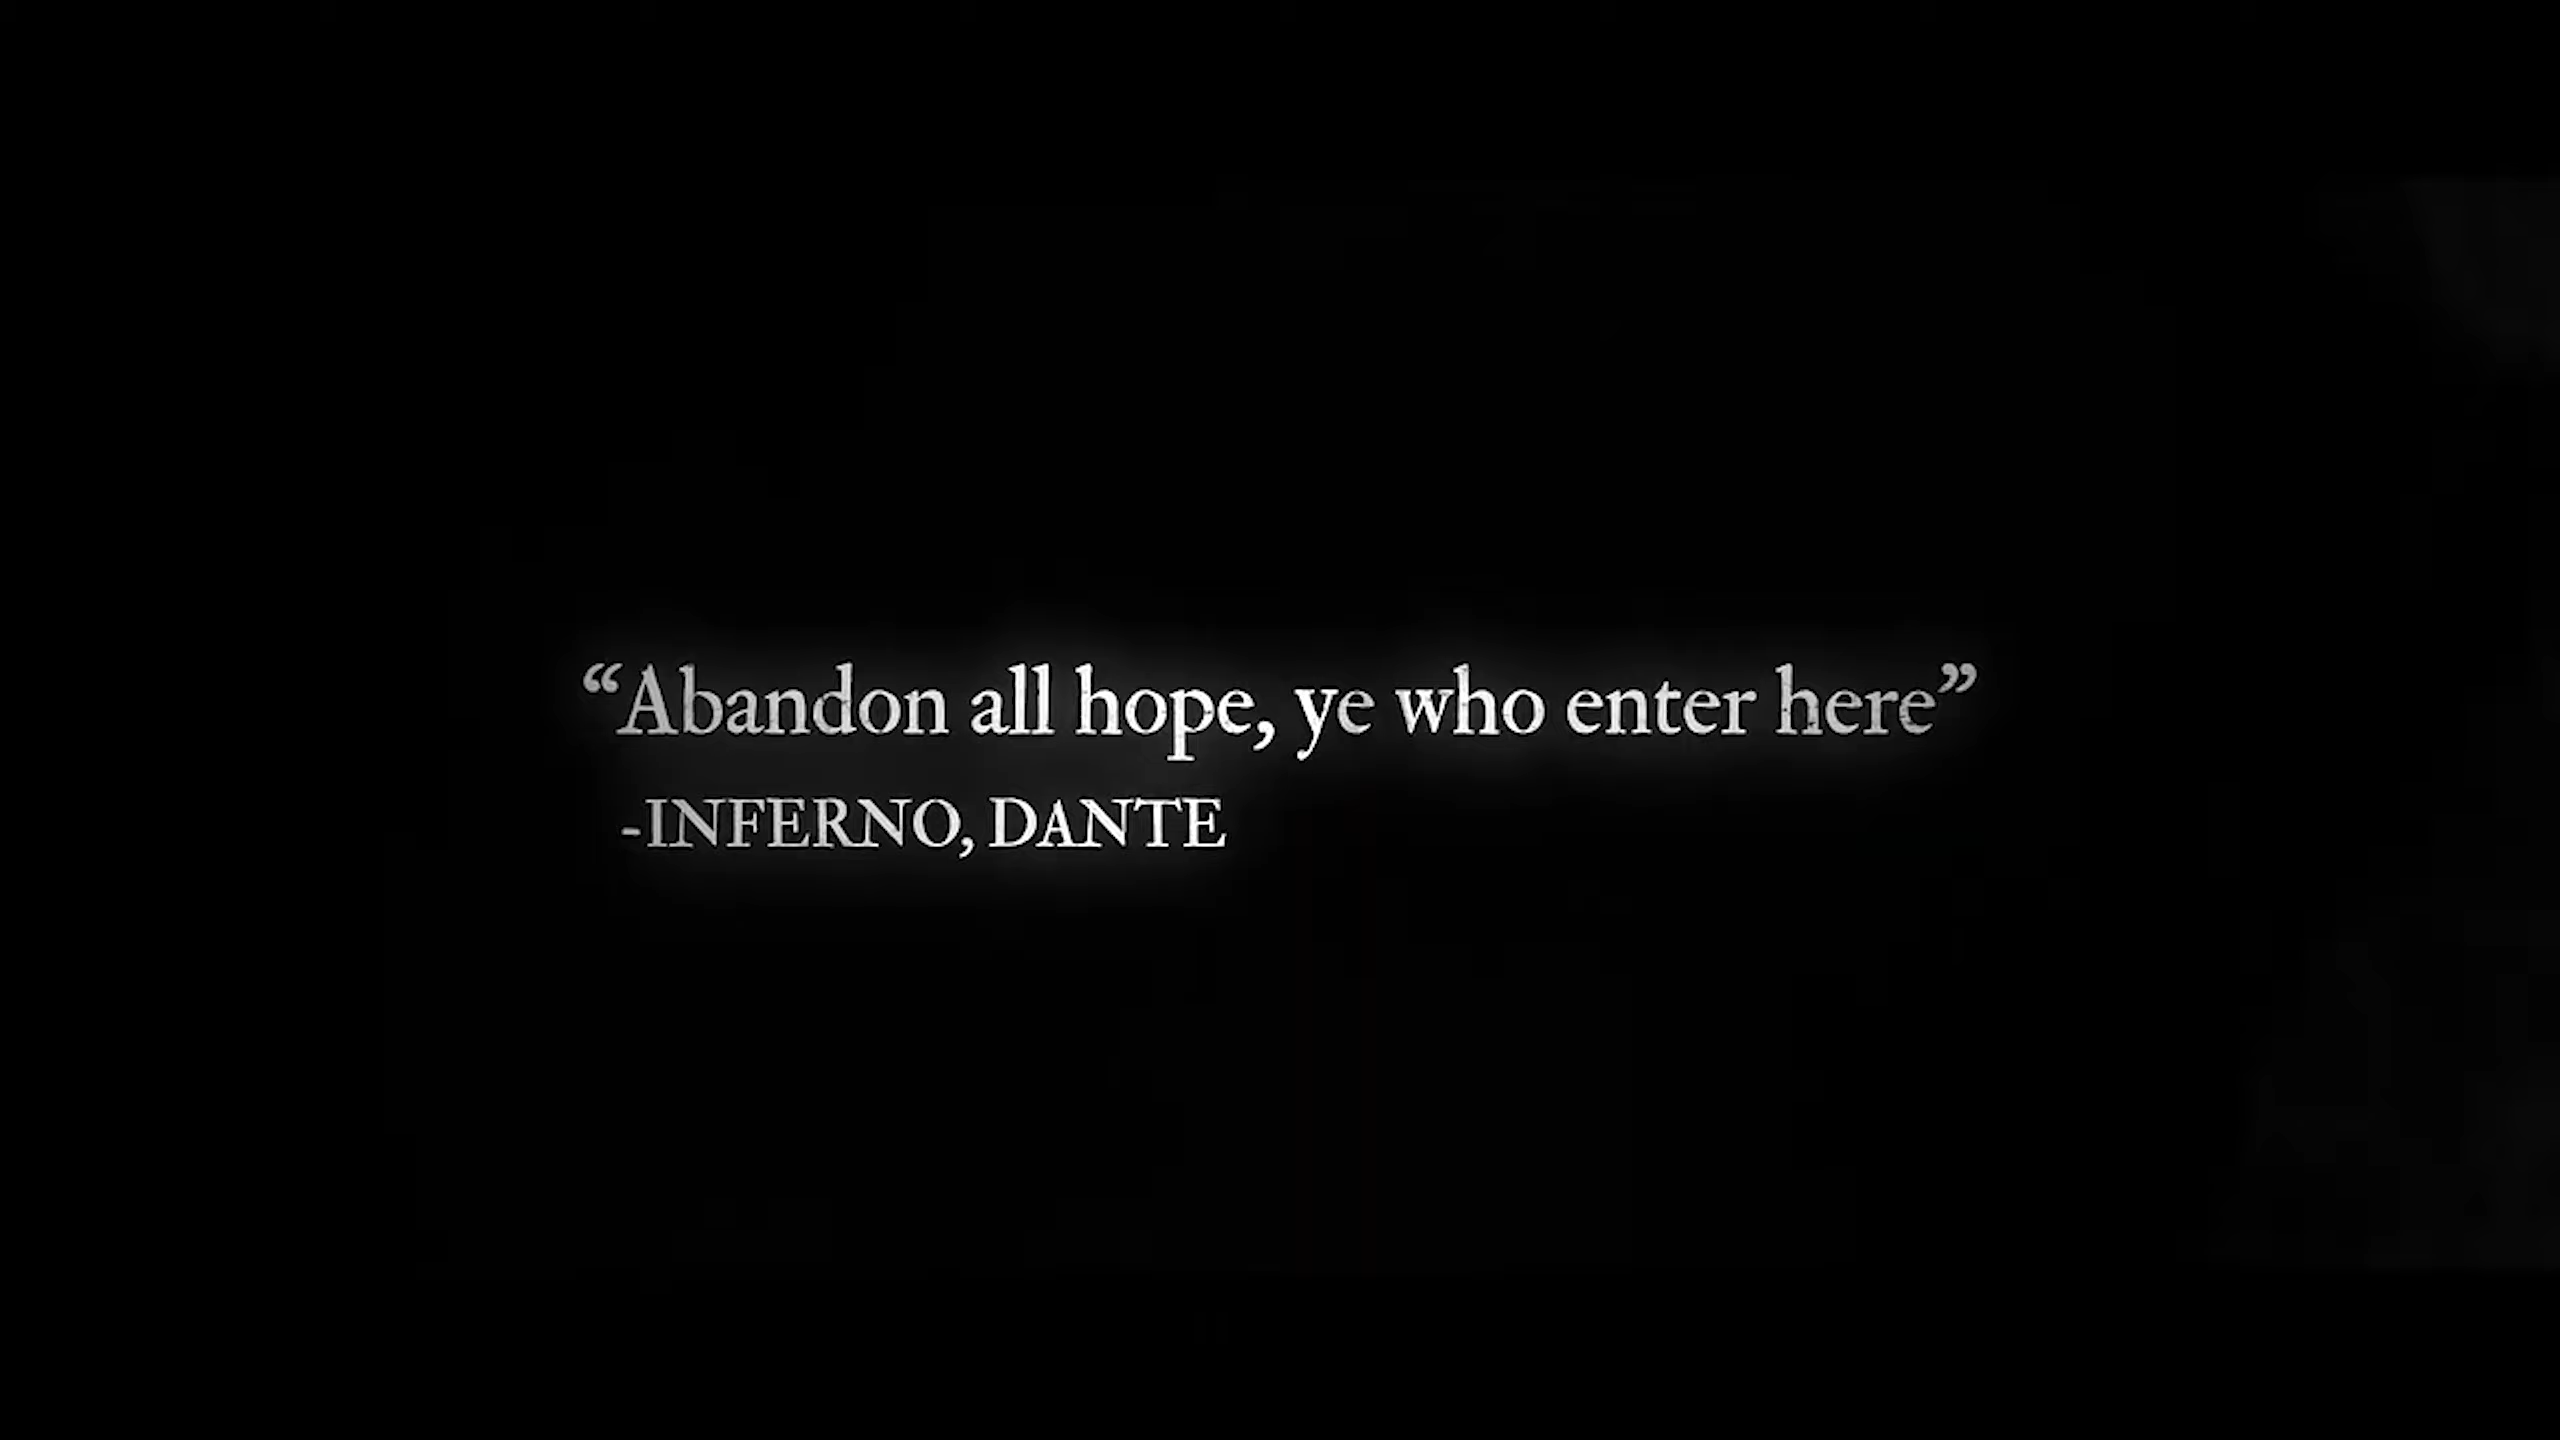 “Abandon all hope, ye who enter here”
-INFERNO, DANTE